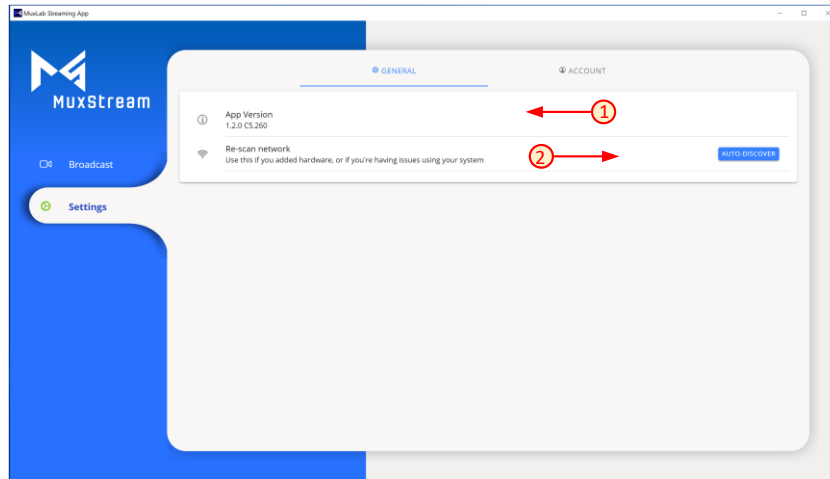 MuxLab Streaming App
MuxStream
GENERAL
ACCOUNT
App Version
1.2.0 C5.260
1
Re-scan network
Use this if you added hardware, or if you're having issues using your system
2
AUTO-DISCOVER
Broadcast
Settings